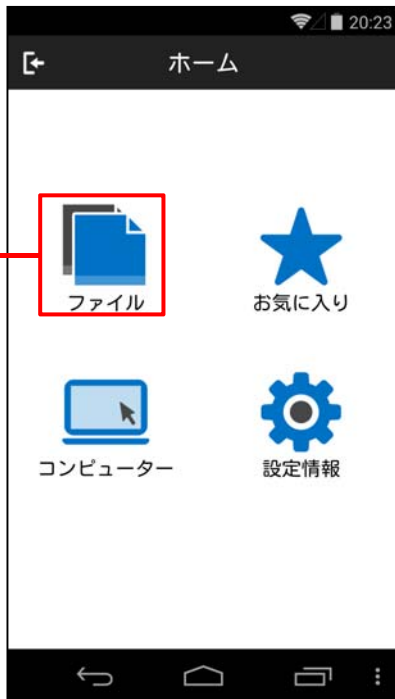 20:23
ホーム
ファイル
お気に入り
コンピューター
設定情報